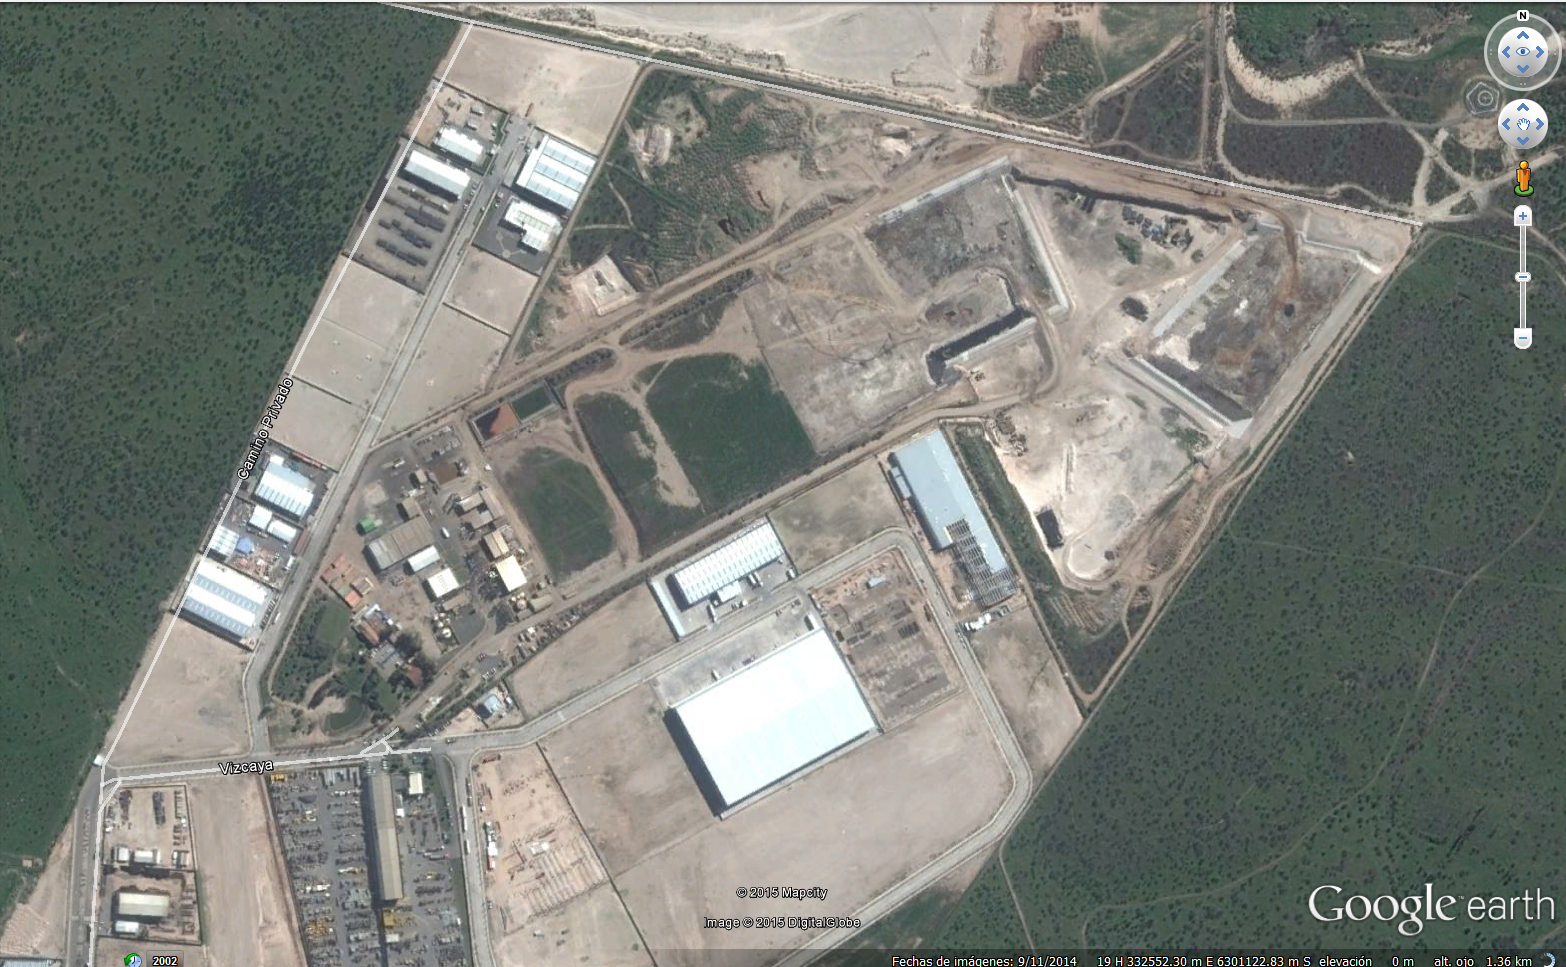 N
Camino Privado
Vizcaya
© 2015 Mapcity
Image © 2015 DigitalGlobe
Google earth
2002
Fechas de imágenes: 9/11/2014 19 H 332552.30 m E 6301122.83 m S elevación 0 m alt. ojo 1.36 km